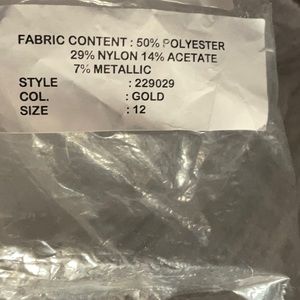 FABRIC CONTENT : 50% POLYESTER
29% NYLON 14% ACETATE
7% METALLIC
STYLE : 229029
COL. : GOLD
SIZE : 12